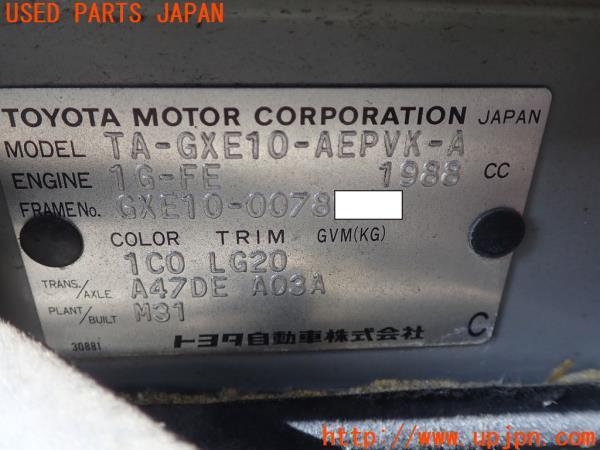 USED PARTS JAPAN
TOYOTA MOTOR CORPORATION JAPAN
MODEL TA-GXE10-AEPVK-A
ENGINE 1G-FE 1988 CC
FRAME No. GXE10-0078
COLOR TRIM GVM(KG)
1C0 LG20
TRANS./AXLE A47DE A03A
PLANT/BUILT M31
30881 トヨタ自動車株式会社 C
http://www.upjpn.com/